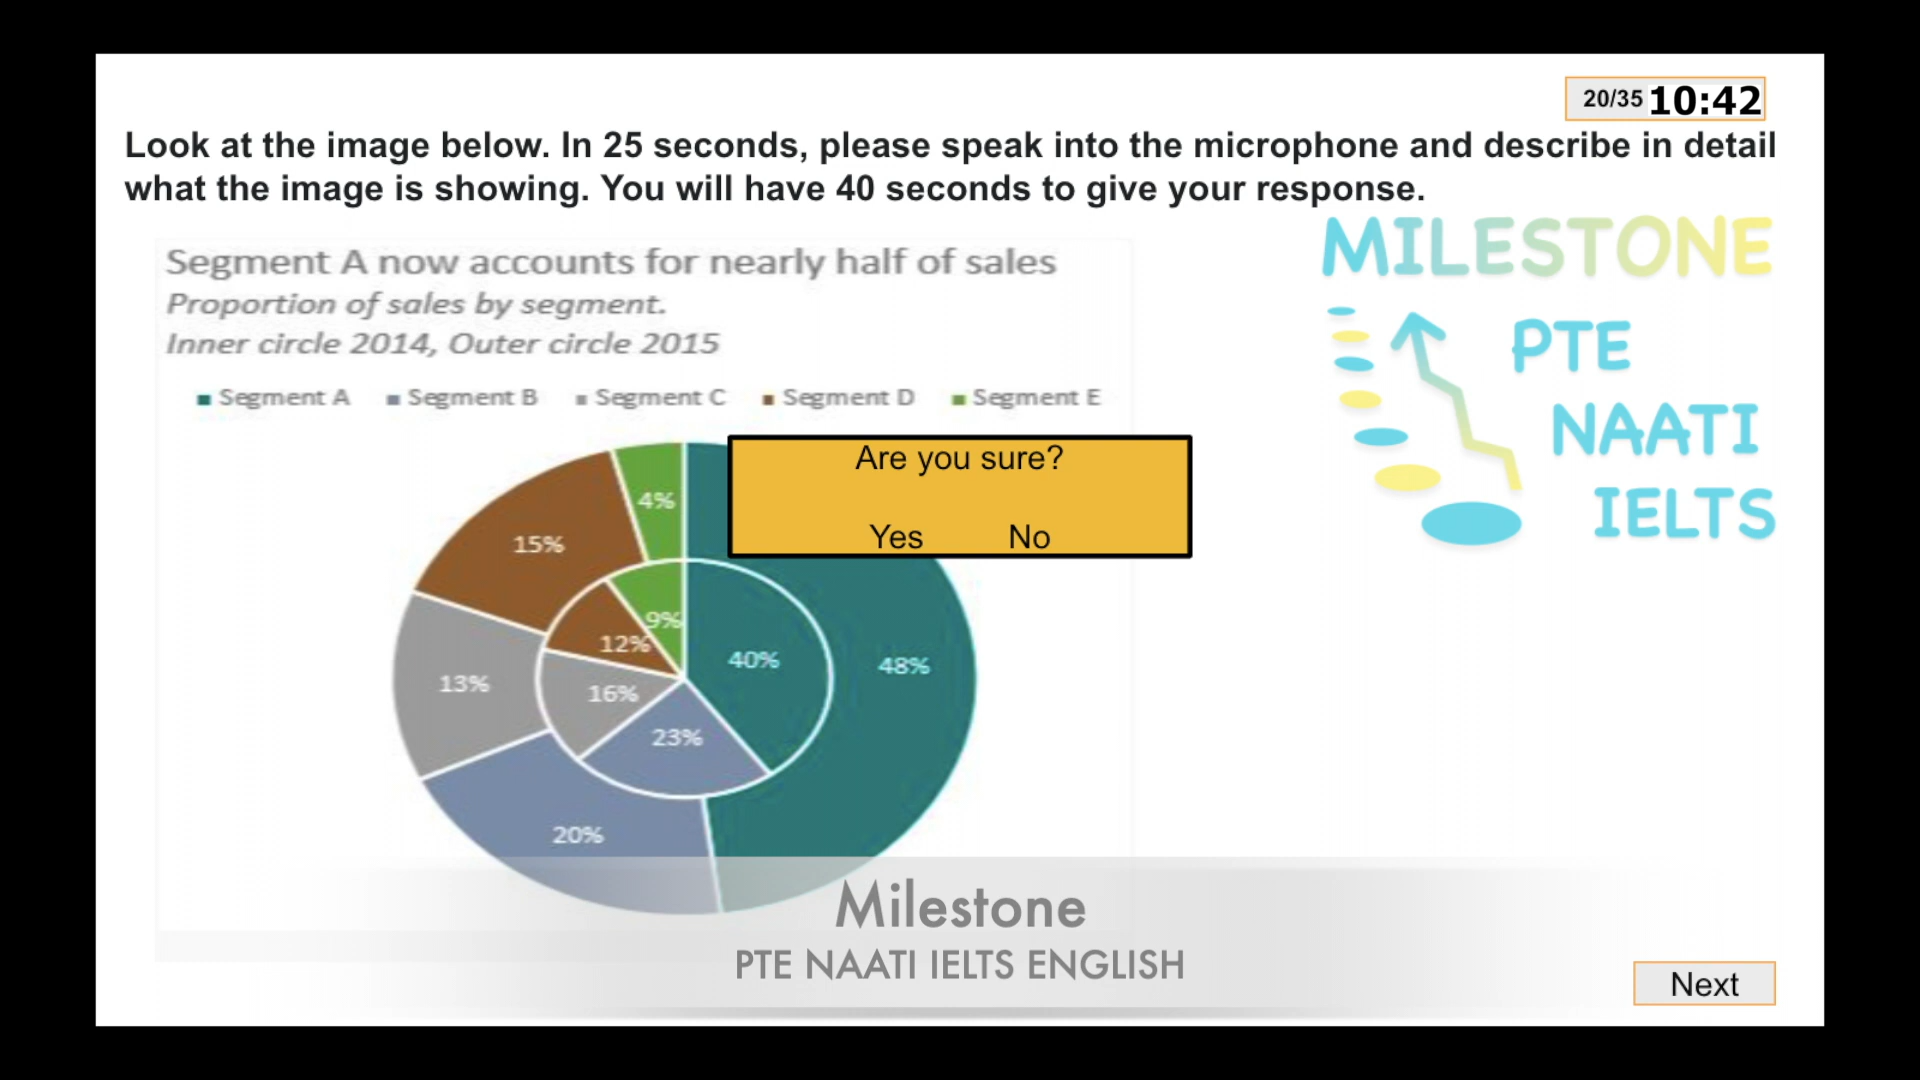 20/35 10:42
Look at the image below. In 25 seconds, please speak into the microphone and describe in detail
what the image is showing. You will have 40 seconds to give your response.
MILESTONE
PTE
NAATI
IELTS
Segment A now accounts for nearly half of sales
Proportion of sales by segment.
Inner circle 2014, Outer circle 2015
Segment A Segment B Segment C Segment D Segment E
Are you sure?
Yes No
4%
15%
9%
12%
40%
48%
13%
16%
23%
20%
Milestone
PTE NAATI IELTS ENGLISH
Next